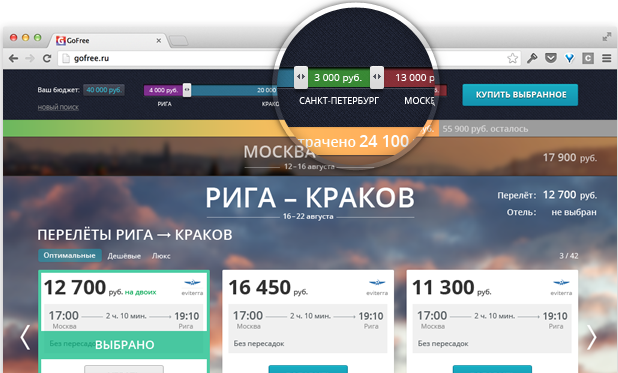 GoFree
gofree.ru
Ваш бюджет: 40 000 руб.
НОВЫЙ ПОИСК
4 000 руб. 20 000
3 000 руб. 13 000 р
РИГА
САНКТ-ПЕТЕРБУРГ
КУПИТЬ ВЫБРАННОЕ
трачено 24 100 руб. 55 900 руб. осталось
МОСКВА
12–16 августа
17 900 руб.
РИГА – КРАКОВ
16–22 августа
Перелёт: 12 700 руб.
Отель: не выбран
ПЕРЕЛЁТЫ РИГА → КРАКОВ
Оптимальные Дешёвые Люкс
3 / 42
12 700 руб. на двоих
eviterra
17:00 2 ч. 10 мин. 19:10
Москва Рига
Без пересадок
ВЫБРАНО
16 450 руб.
eviterra
17:00 2 ч. 10 мин. 19:10
Москва Рига
Без пересадок
11 300 руб.
eviterra
17:00 2 ч. 10 мин. 19:10
Москва Рига
Без пересадок